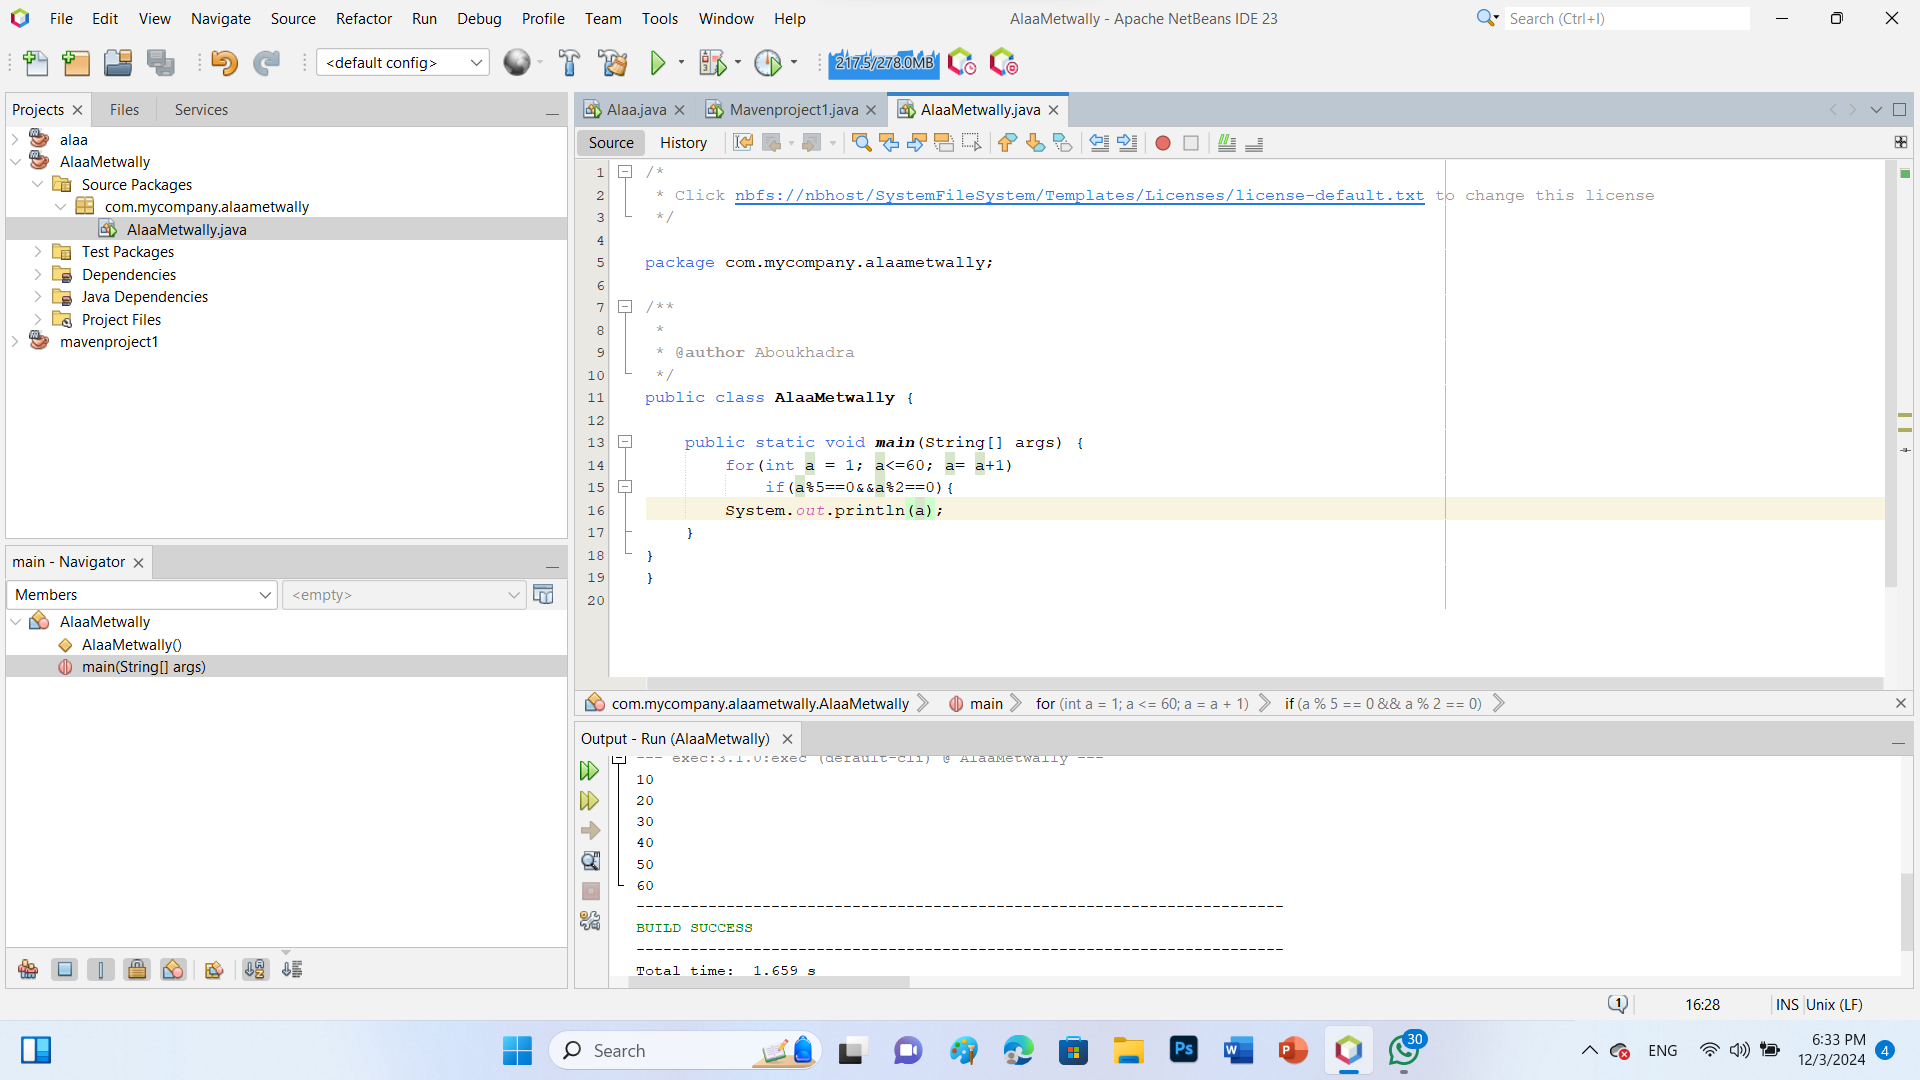 File Edit View Navigate Source Refactor Run Debug Profile Team Tools Window Help
AlaaMetwally - Apache NetBeans IDE 23
Search (Ctrl+I)
<default config>
217.5/278.0MB
Projects Files Services
alaa
AlaaMetwally
Source Packages
com.mycompany.alaametwally
AlaaMetwally.java
Test Packages
Dependencies
Java Dependencies
Project Files
mavenproject1
main - Navigator
Members <empty>
AlaaMetwally
AlaaMetwally()
main(String[] args)
Alaa.java Mavenproject1.java AlaaMetwally.java
Source History
1 /*
2 * Click nbfs://nbhost/SystemFileSystem/Templates/Licenses/license-default.txt to change this license
3 */
4
5 package com.mycompany.alaametwally;
6
7 /**
8 *
9 * @author Aboukhadra
10 */
11 public class AlaaMetwally {
12
13 public static void main(String[] args) {
14 for(int a = 1; a<=60; a= a+1)
15 if(a%5==0&&a%2==0){
16 System.out.println(a);
17 }
18 }
19 }
20
com.mycompany.alaametwally.AlaaMetwally main for (int a = 1; a <= 60; a = a + 1) if (a % 5 == 0 && a % 2 == 0)
Output - Run (AlaaMetwally)
--- exec:3.1.0:exec (default-cli) @ AlaaMetwally ---
10
20
30
40
50
60
------------------------------------------------------------------------
BUILD SUCCESS
------------------------------------------------------------------------
Total time:  1.659 s
1 16:28 INS Unix (LF)
Search
Ps
W
P
30
ENG
6:33 PM
12/3/2024
4